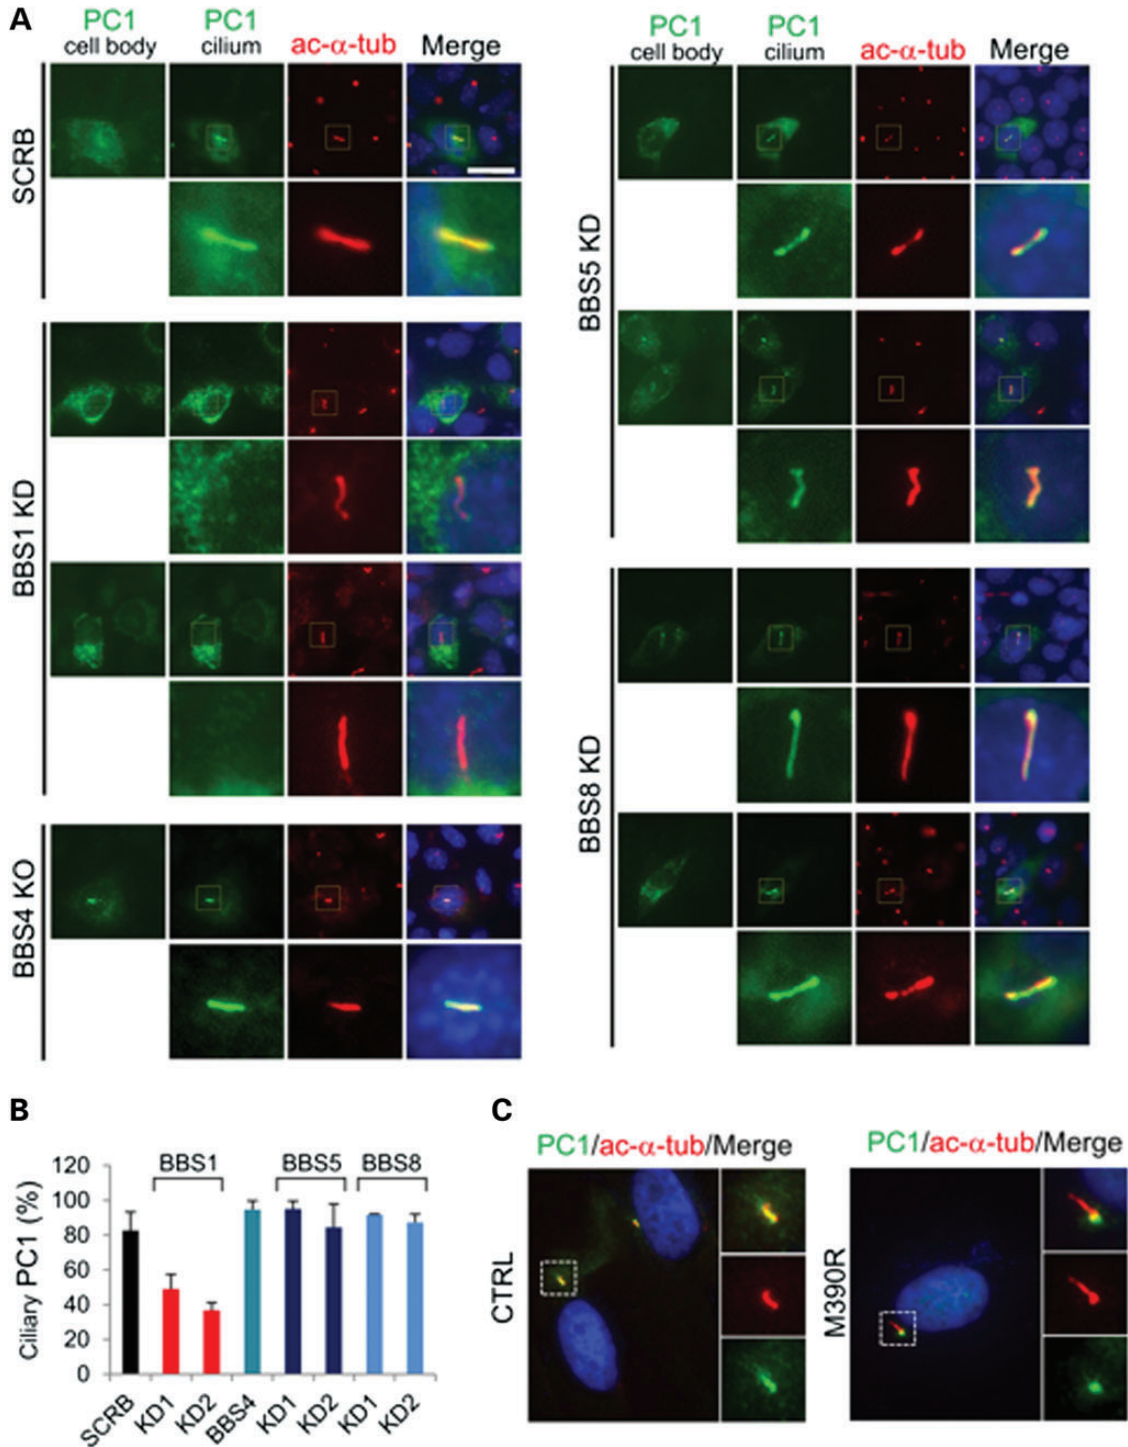 A
PC1
cell body
PC1
cilium
ac-α-tub
Merge
SCRB
BBS1 KD
BBS4 KO
PC1
cell body
PC1
cilium
ac-α-tub
Merge
BBS5 KD
BBS8 KD
B
Ciliary PC1 (%)
120
100
80
60
40
20
0
BBS1
BBS5
BBS8
SCRB
KD1
KD2
BBS4
KD1
KD2
KD1
KD2
C
PC1/ac-α-tub/Merge
CTRL
PC1/ac-α-tub/Merge
M390R